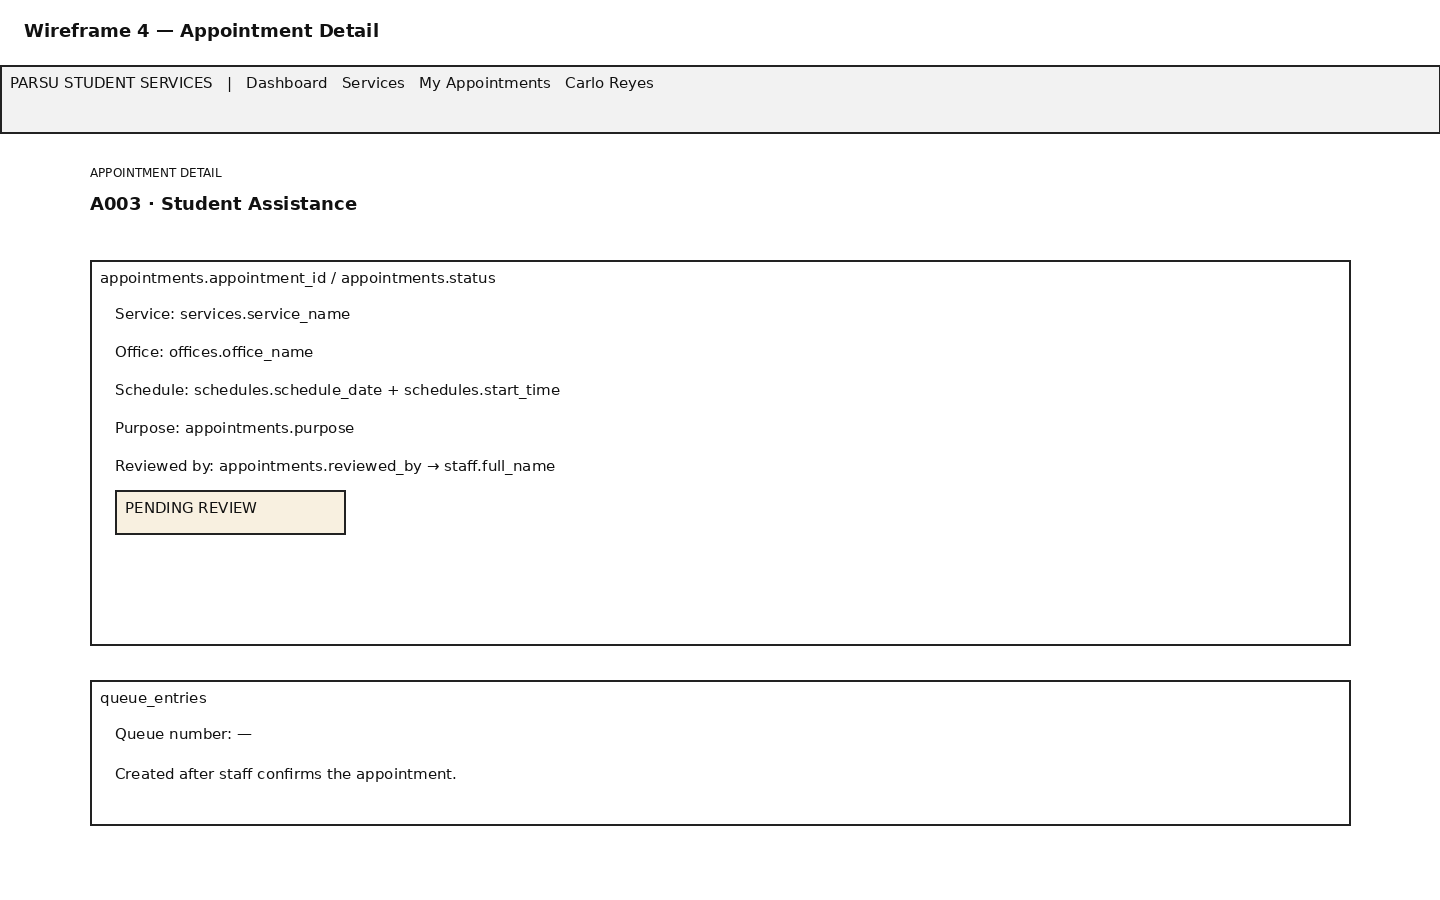 Wireframe 4 — Appointment Detail
PARSU STUDENT SERVICES | Dashboard Services My Appointments Carlo Reyes
APPOINTMENT DETAIL
A003 · Student Assistance
appointments.appointment_id / appointments.status
Service: services.service_name
Office: offices.office_name
Schedule: schedules.schedule_date + schedules.start_time
Purpose: appointments.purpose
Reviewed by: appointments.reviewed_by → staff.full_name
PENDING REVIEW
queue_entries
Queue number: —
Created after staff confirms the appointment.